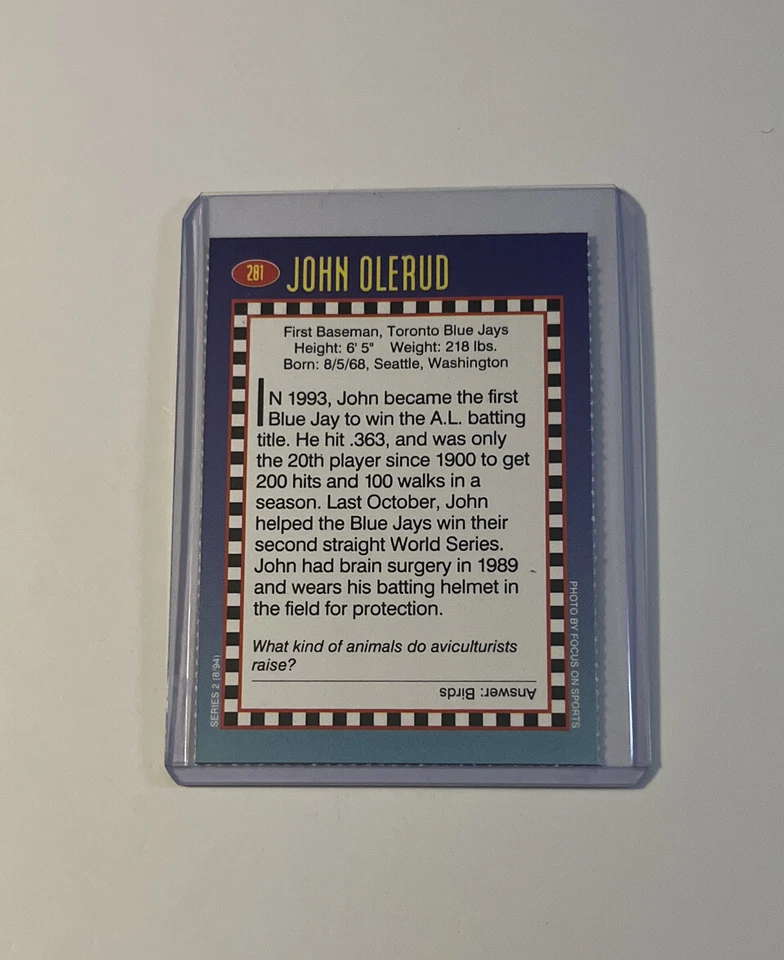 281 JOHN OLERUD
First Baseman, Toronto Blue Jays
Height: 6' 5" Weight: 218 lbs.
Born: 8/5/68, Seattle, Washington
IN 1993, John became the first
Blue Jay to win the A.L. batting
title. He hit .363, and was only
the 20th player since 1900 to get
200 hits and 100 walks in a
season. Last October, John
helped the Blue Jays win their
second straight World Series.
John had brain surgery in 1989
and wears his batting helmet in
the field for protection.
What kind of animals do aviculturists
raise?
Answer: Birds
SERIES 2 (8/94)
PHOTO BY FOCUS ON SPORTS